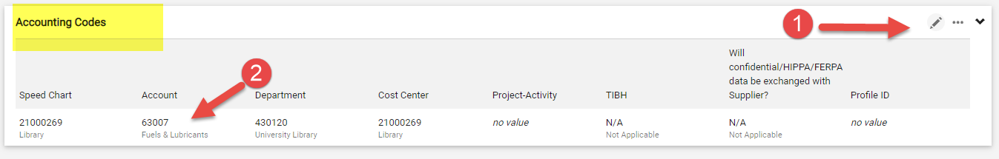 Accounting Codes
1
Will
confidential/HIPPA/FERPA
data be exchanged with
Speed Chart Account Department Cost Center Project-Activity TIBH Supplier? Profile ID
2
21000269 63007 430120 21000269 no value N/A N/A no value
Library Fuels & Lubricants University Library Library Not Applicable Not Applicable